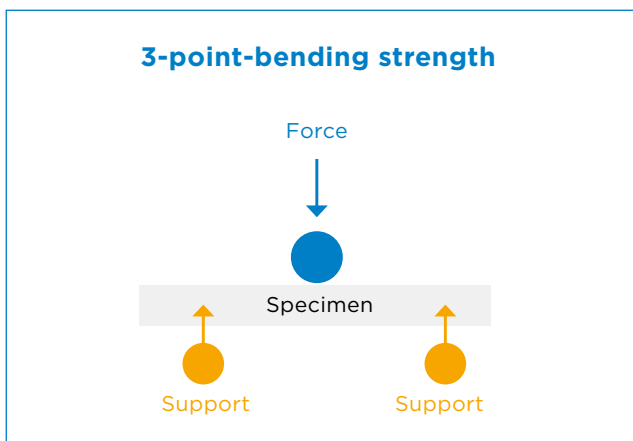 3-point-bending strength
Force
Specimen
Support
Support